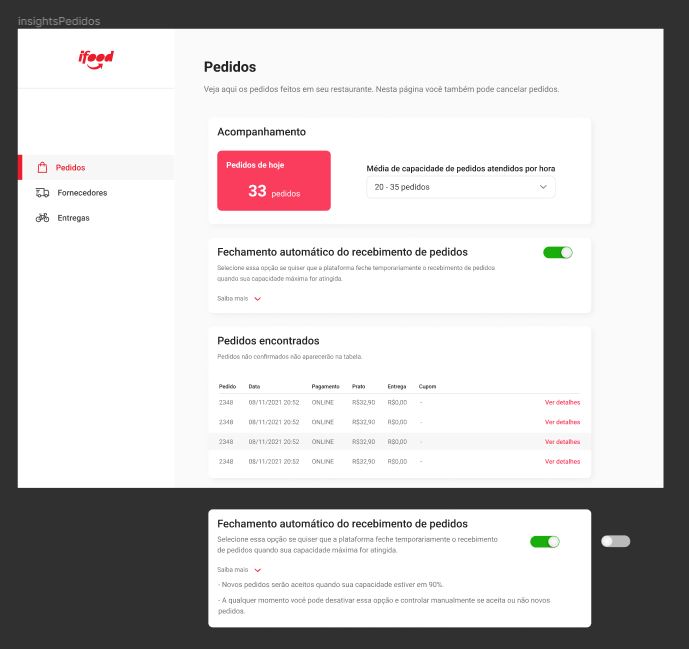 insightsPedidos
ifood
Pedidos
Veja aqui os pedidos feitos em seu restaurante. Nesta página você também pode cancelar pedidos.
Acompanhamento
Pedidos de hoje
33 pedidos
Média de capacidade de pedidos atendidos por hora
20 - 35 pedidos
Pedidos
Fornecedores
Entregas
Fechamento automático do recebimento de pedidos
Selecione essa opção se quiser que a plataforma feche temporariamente o recebimento de pedidos
quando sua capacidade máxima for atingida.
Saiba mais
Pedidos encontrados
Pedidos não confirmados não aparecerão na tabela.
Pedido Data Pagamento Prato Entrega Cupom
2348 08/11/2021 20:52 ONLINE R$32,90 R$0,00 - Ver detalhes
2348 08/11/2021 20:52 ONLINE R$32,90 R$0,00 - Ver detalhes
2348 08/11/2021 20:52 ONLINE R$32,90 R$0,00 - Ver detalhes
2348 08/11/2021 20:52 ONLINE R$32,90 R$0,00 - Ver detalhes
Fechamento automático do recebimento de pedidos
Selecione essa opção se quiser que a plataforma feche temporariamente o recebimento
de pedidos quando sua capacidade máxima for atingida.
Saiba mais
- Novos pedidos serão aceitos quando sua capacidade estiver em 90%.
- A qualquer momento você pode desativar essa opção e controlar manualmente se aceita ou não novos
pedidos.